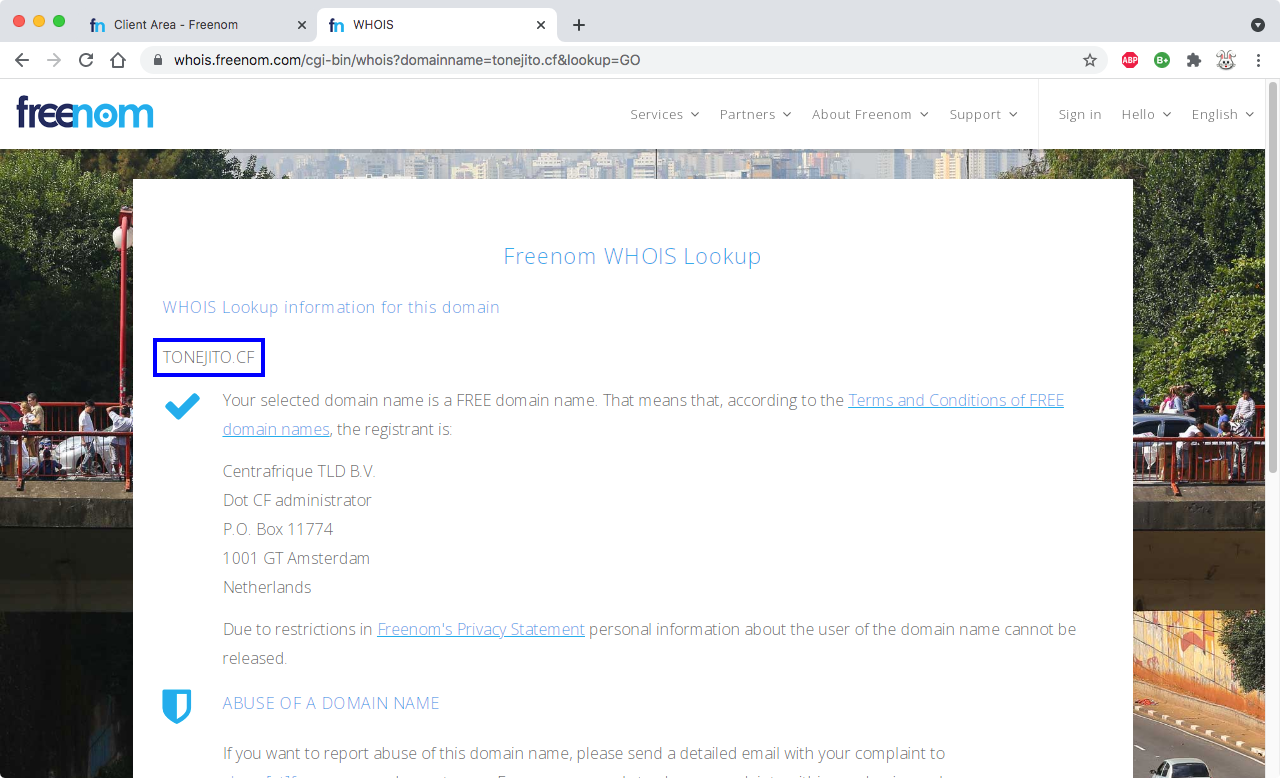 Client Area - Freenom
WHOIS
whois.freenom.com/cgi-bin/whois?domainname=tonejito.cf&lookup=GO
ABP
B+
freenom
Services
Partners
About Freenom
Support
Sign in
Hello
English
Freenom WHOIS Lookup
WHOIS Lookup information for this domain
TONEJITO.CF
Your selected domain name is a FREE domain name. That means that, according to the Terms and Conditions of FREE
domain names, the registrant is:
Centrafrique TLD B.V.
Dot CF administrator
P.O. Box 11774
1001 GT Amsterdam
Netherlands
Due to restrictions in Freenom's Privacy Statement personal information about the user of the domain name cannot be
released.
ABUSE OF A DOMAIN NAME
If you want to report abuse of this domain name, please send a detailed email with your complaint to